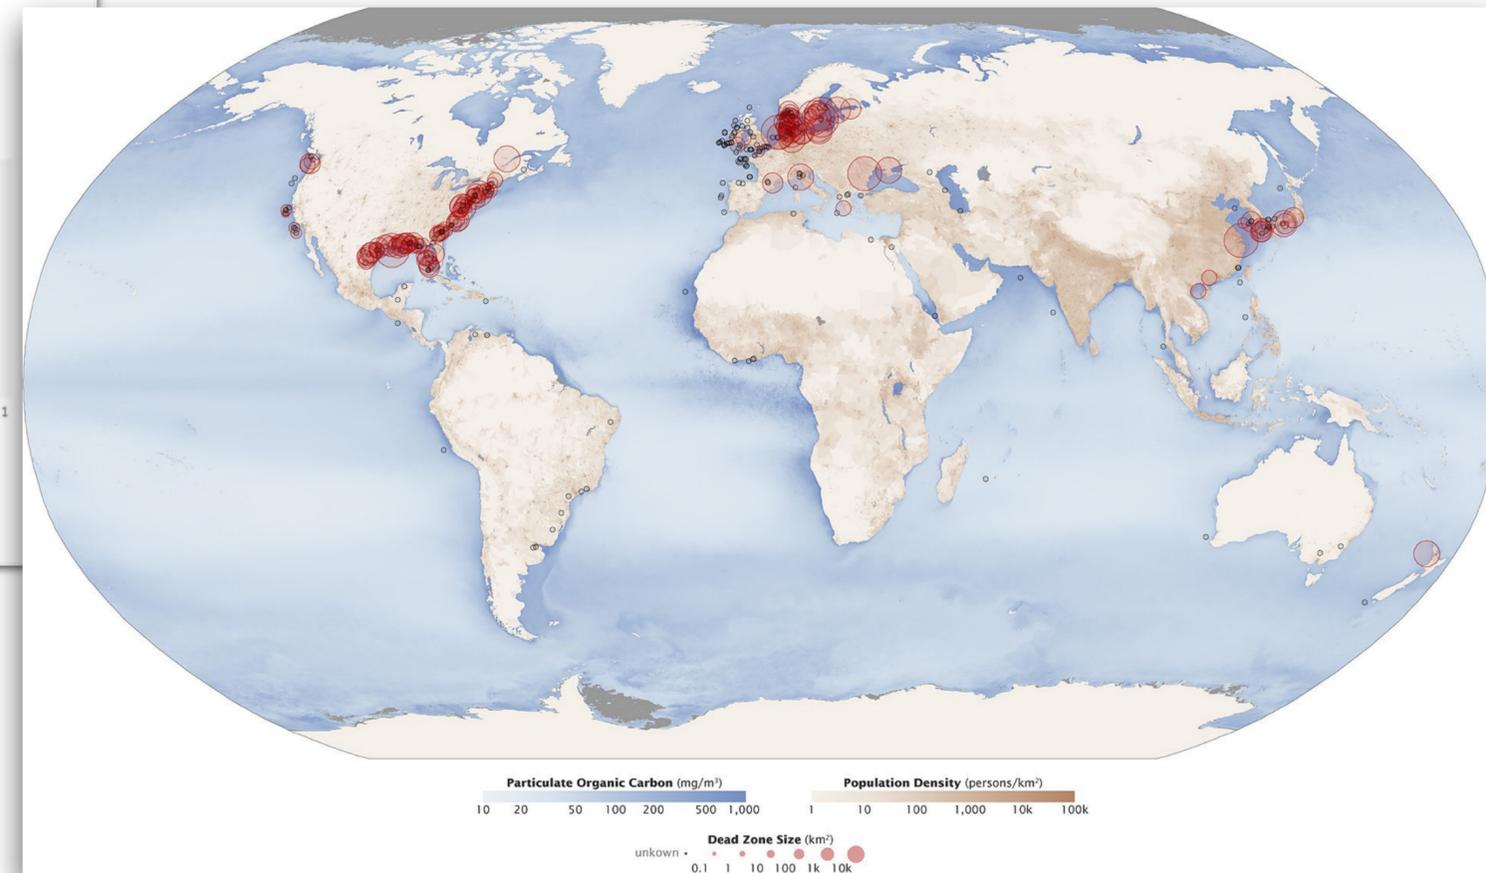 1
Particulate Organic Carbon (mg/m³)
10 20 50 100 200 500 1,000
Population Density (persons/km²)
1 10 100 1,000 10k 100k
Dead Zone Size (km²)
unkown
0.1 1 10 100 1k 10k